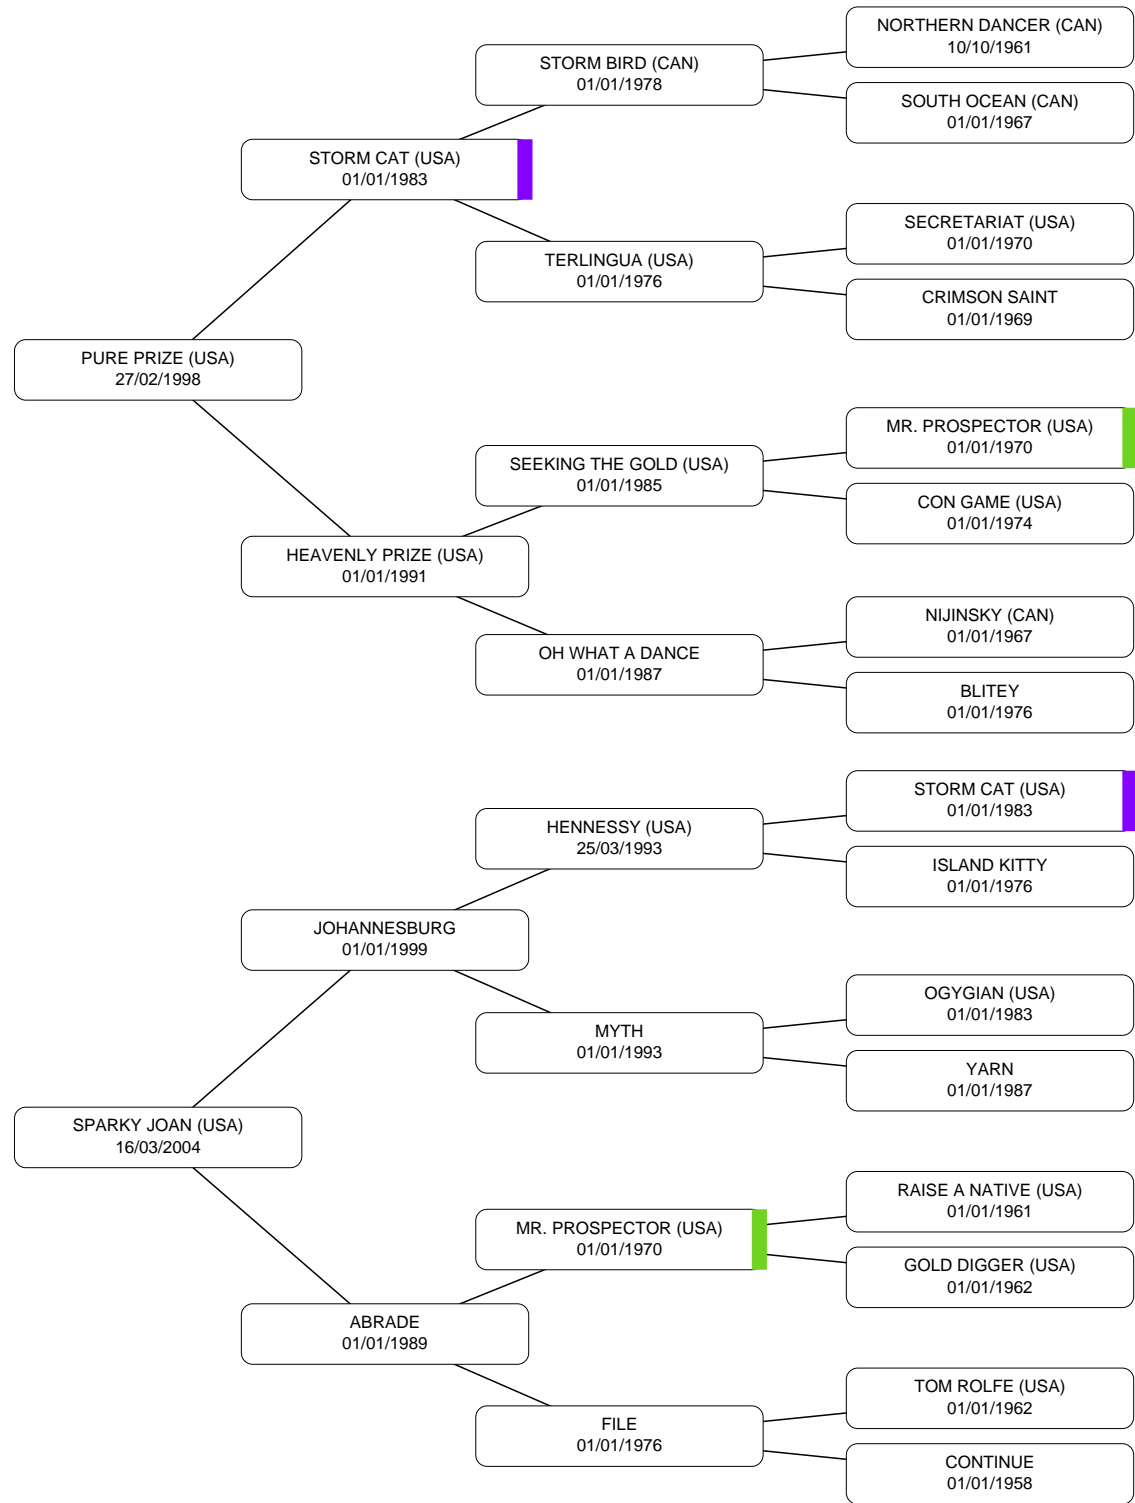 NORTHERN DANCER (CAN)
10/10/1961
STORM BIRD (CAN)
01/01/1978
SOUTH OCEAN (CAN)
01/01/1967
STORM CAT (USA)
01/01/1983
SECRETARIAT (USA)
01/01/1970
TERLINGUA (USA)
01/01/1976
CRIMSON SAINT
01/01/1969
PURE PRIZE (USA)
27/02/1998
MR. PROSPECTOR (USA)
01/01/1970
SEEKING THE GOLD (USA)
01/01/1985
CON GAME (USA)
01/01/1974
HEAVENLY PRIZE (USA)
01/01/1991
NIJINSKY (CAN)
01/01/1967
OH WHAT A DANCE
01/01/1987
BLITEY
01/01/1976
STORM CAT (USA)
01/01/1983
HENNESSY (USA)
25/03/1993
ISLAND KITTY
01/01/1976
JOHANNESBURG
01/01/1999
OGYGIAN (USA)
01/01/1983
MYTH
01/01/1993
YARN
01/01/1987
SPARKY JOAN (USA)
16/03/2004
RAISE A NATIVE (USA)
01/01/1961
MR. PROSPECTOR (USA)
01/01/1970
GOLD DIGGER (USA)
01/01/1962
ABRADE
01/01/1989
TOM ROLFE (USA)
01/01/1962
FILE
01/01/1976
CONTINUE
01/01/1958